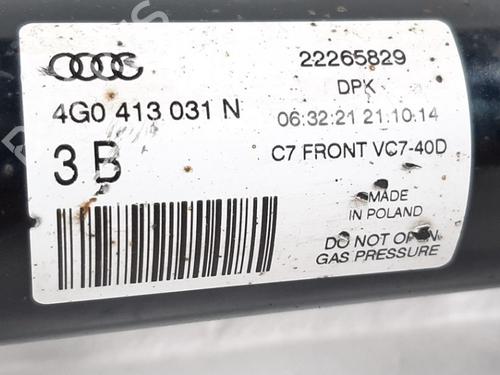 22265829
DPK
4G0 413 031 N
06:32:21 21.10.14
3 B
C7 FRONT VC7-40D
MADE
IN POLAND
DO NOT OPEN
GAS PRESSURE